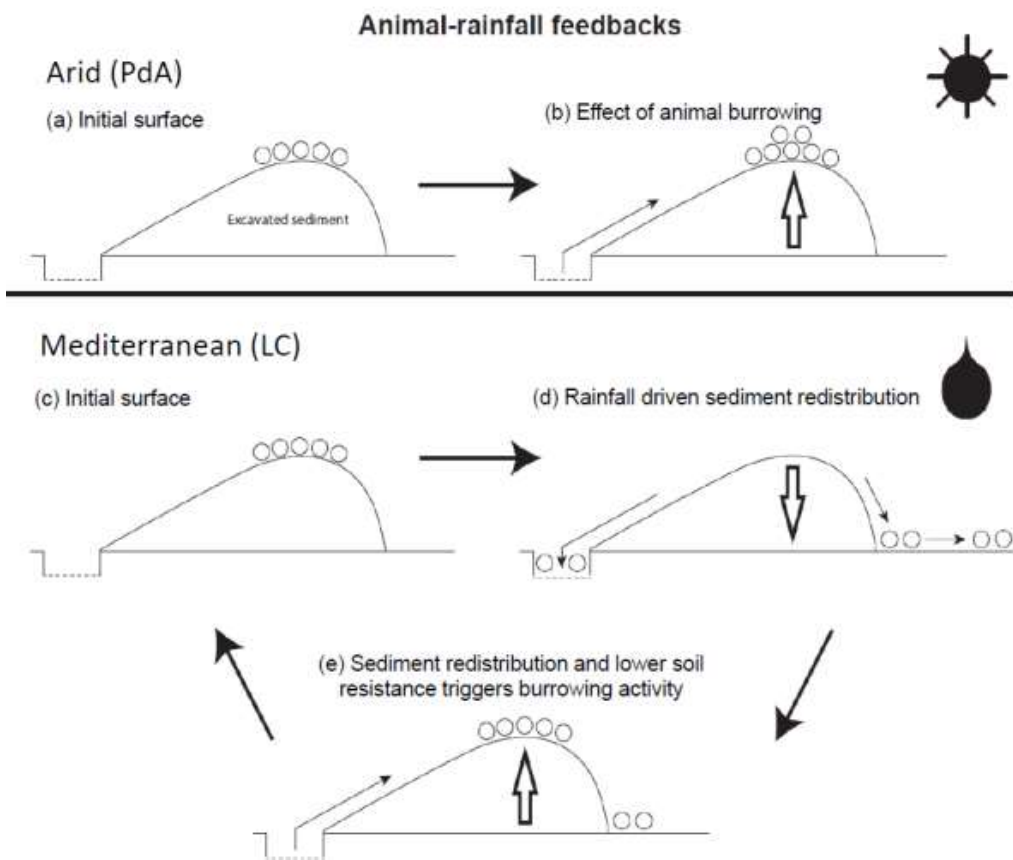 Animal-rainfall feedbacks
Arid (PdA)
(a) Initial surface
(b) Effect of animal burrowing
Excavated sediment
Mediterranean (LC)
(c) Initial surface
(d) Rainfall driven sediment redistribution
(e) Sediment redistribution and lower soil
resistance triggers burrowing activity